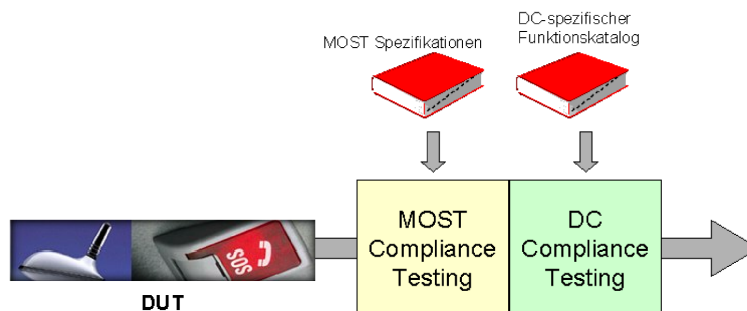 MOST Spezifikationen
DC-spezifischer
Funktionskatalog
MOST
Compliance
Testing
DC
Compliance
Testing
SOS
DUT